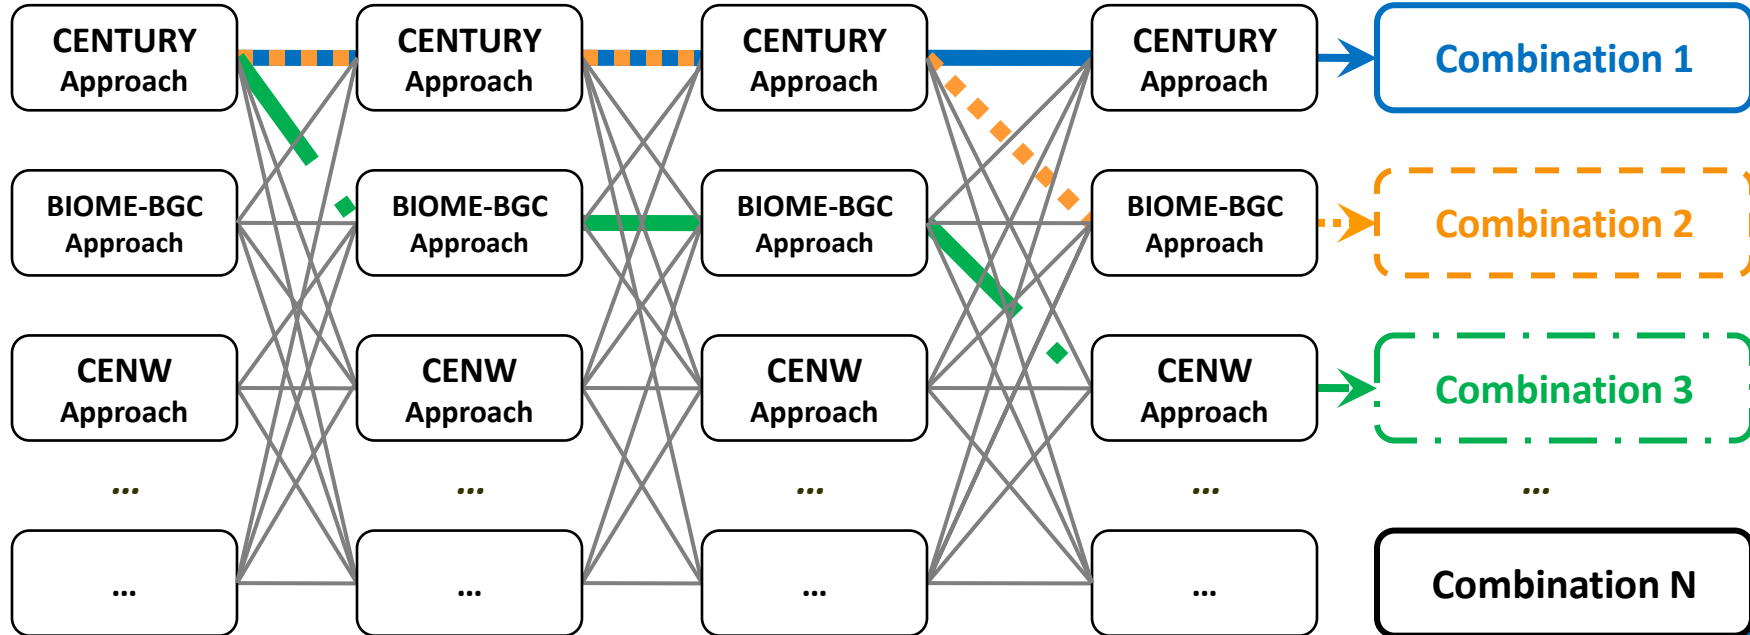 CENTURY
Approach
CENTURY
Approach
CENTURY
Approach
CENTURY
Approach
Combination 1
BIOME-BGC
Approach
BIOME-BGC
Approach
BIOME-BGC
Approach
BIOME-BGC
Approach
Combination 2
CENW
Approach
CENW
Approach
CENW
Approach
CENW
Approach
Combination 3
...
...
...
...
...
...
...
...
...
Combination N